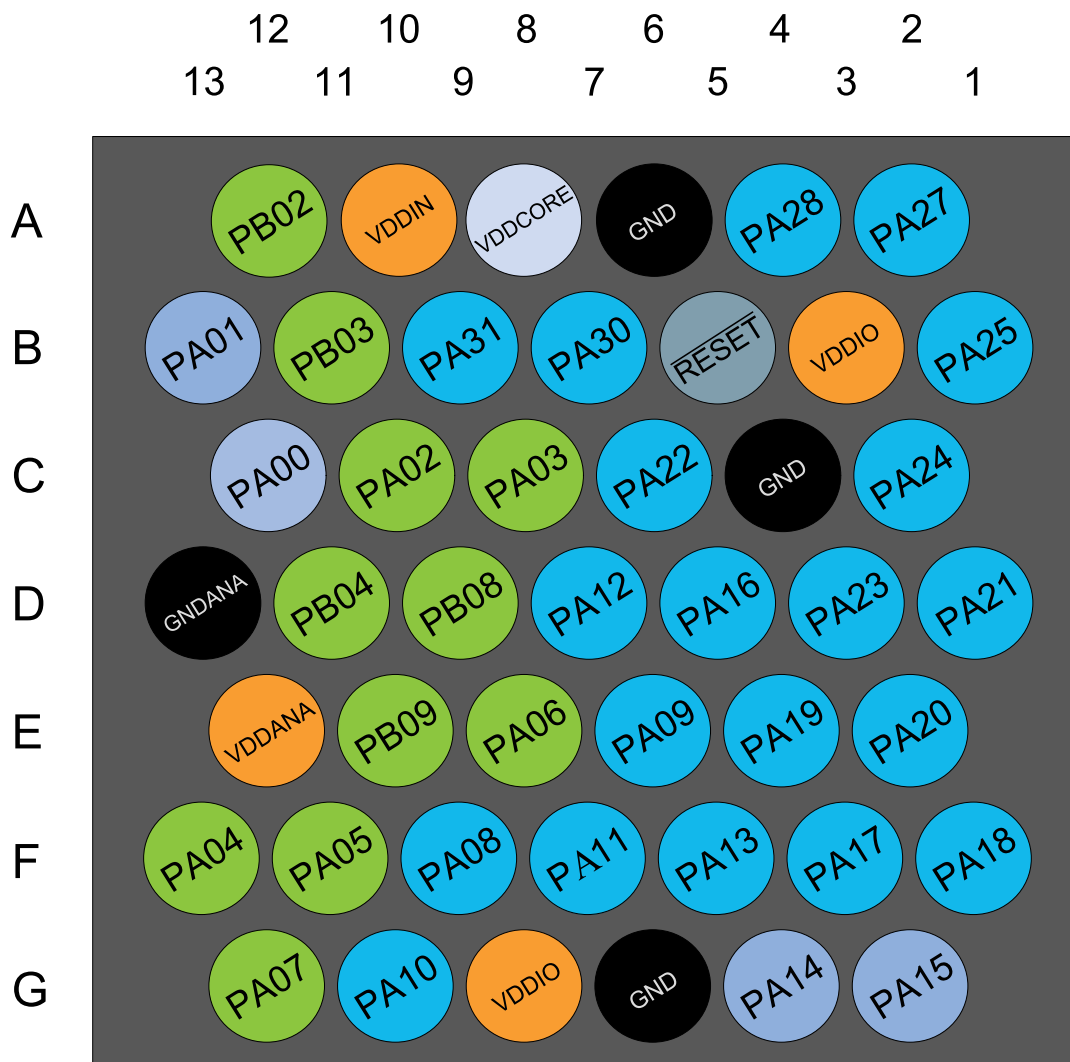 12 10 8 6 4 2
13 11 9 7 5 3 1
A PB02 VDDIN VDDCORE GND PA28 PA27
B PA01 PB03 PA31 PA30 RESET VDDIO PA25
C PA00 PA02 PA03 PA22 GND PA24
D GNDANA PB04 PB08 PA12 PA16 PA23 PA21
E VDDANA PB09 PA06 PA09 PA19 PA20
F PA04 PA05 PA08 PA11 PA13 PA17 PA18
G PA07 PA10 VDDIO GND PA14 PA15